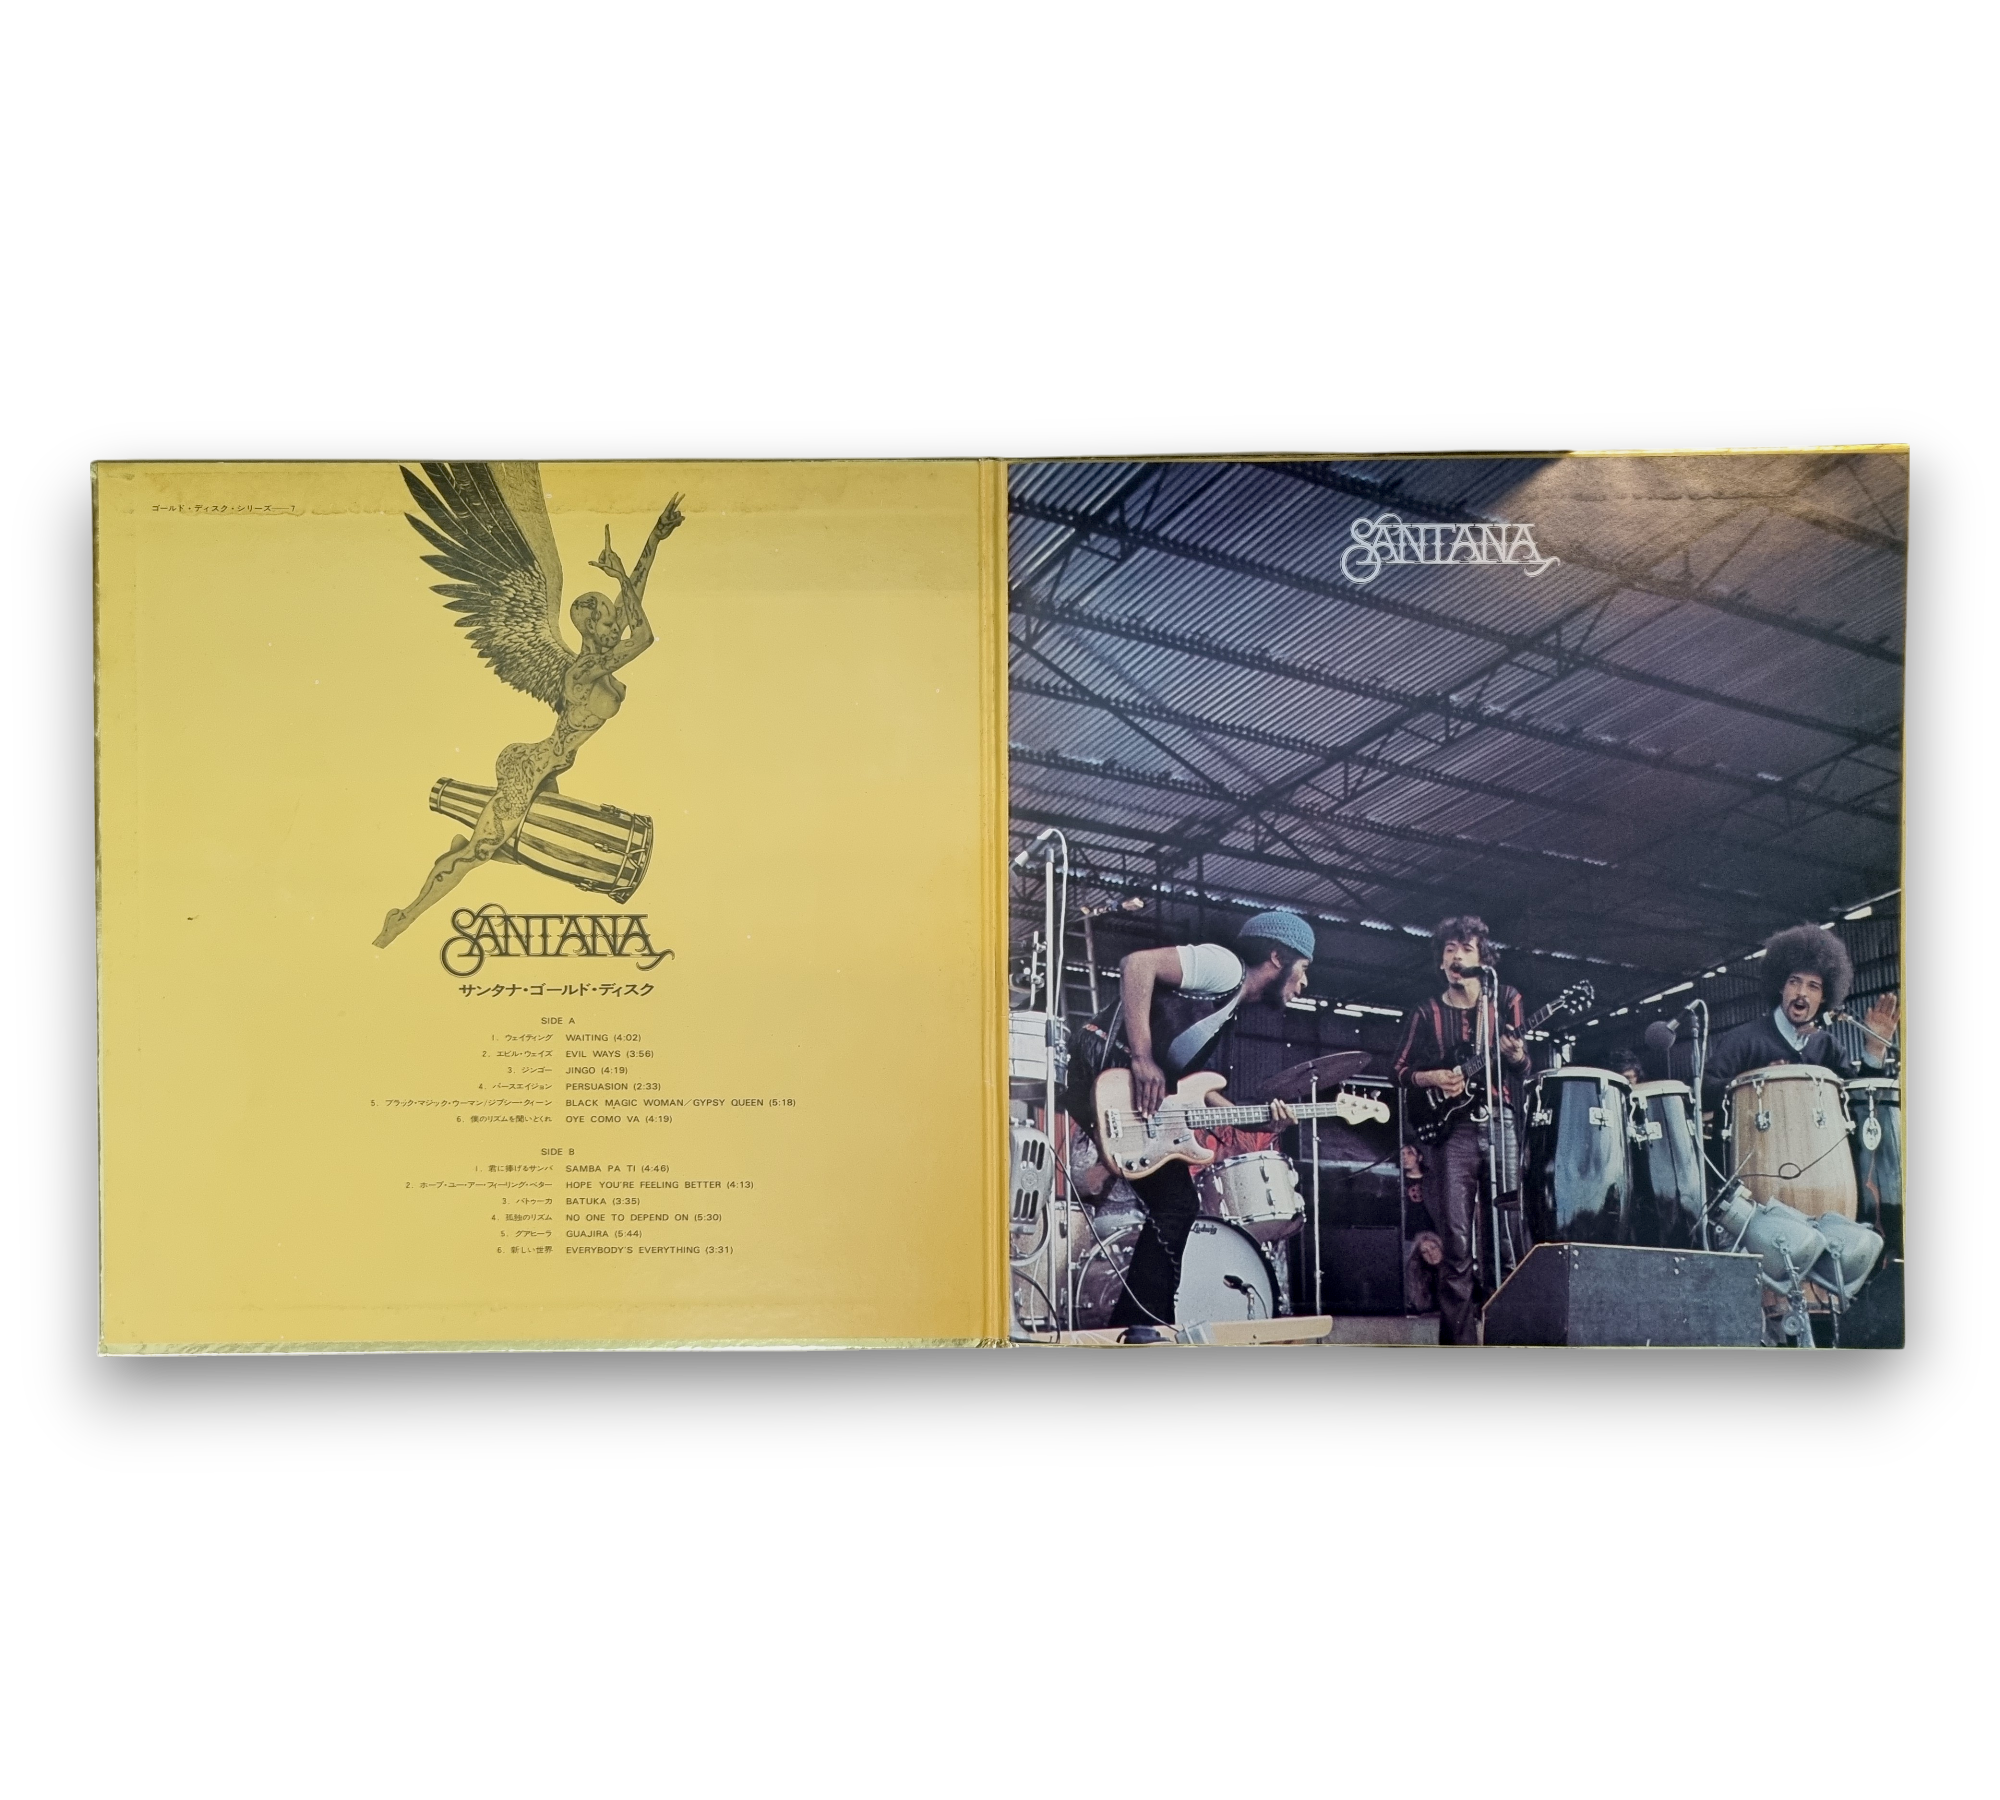 ゴールド・ディスク・シリーズ——7
SANTANA
サンタナ・ゴールド・ディスク
SIDE A
1. ウェイティング WAITING (4:02)
2. エビル・ウェイズ EVIL WAYS (3:56)
3. ジンゴー JINGO (4:19)
4. パースエイジョン PERSUASION (2:33)
5. ブラック・マジック・ウーマン/ジプシー・クィーン BLACK MAGIC WOMAN/GYPSY QUEEN (5:18)
6. 僕のリズムを聞いとくれ OYE COMO VA (4:19)
SIDE B
1. 君に捧げるサンバ SAMBA PA TI (4:46)
2. ホープ・ユー・アー・フィーリング・ベター HOPE YOU'RE FEELING BETTER (4:13)
3. バトゥーカ BATUKA (3:35)
4. 孤独のリズム NO ONE TO DEPEND ON (5:30)
5. グアヒーラ GUAJIRA (5:44)
6. 新しい世界 EVERYBODY'S EVERYTHING (3:31)
SANTANA
Ludwig